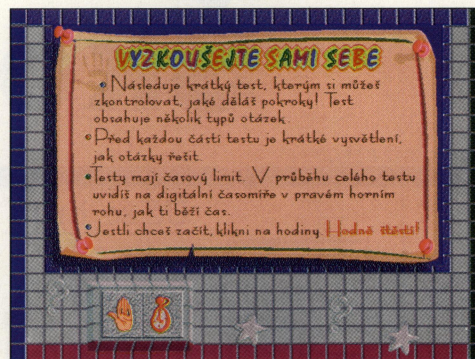 VYZKOUŠEJTE SAMI SEBE
• Následuje krátký test, kterým si můžeš
zkontrolovat, jaké děláš pokroky! Test
obsahuje několik typů otázek.
• Před každou částí testu je krátké vysvětlení,
jak otázky řešit.
• Testy mají časový limit. V průběhu celého testu
uvidíš na digitální časomíře v pravém horním
rohu, jak ti běží čas.
• Jestli chceš začít, klikni na hodiny. Hodně štěstí!